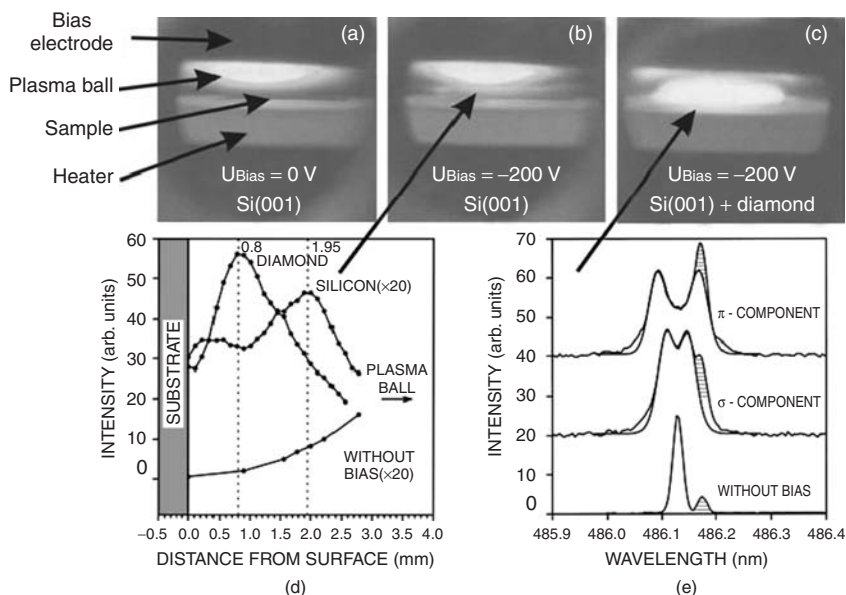 Bias
electrode
Plasma ball
Sample
Heater
(a)
UBias = 0 V
Si(001)
(b)
UBias = −200 V
Si(001)
(c)
UBias = −200 V
Si(001) + diamond
INTENSITY (arb. units)
60
50
40
30
20
10
0
SUBSTRATE
0.8
1.95
DIAMOND
SILICON(×20)
PLASMA
BALL
WITHOUT
BIAS(×20)
−0.5 0.0 0.5 1.0 1.5 2.0 2.5 3.0 3.5 4.0
DISTANCE FROM SURFACE (mm)
(d)
INTENSITY (arb. units)
70
60
50
40
30
20
10
0
π - COMPONENT
σ - COMPONENT
WITHOUT BIAS
485.9 486.0 486.1 486.2 486.3 486.4
WAVELENGTH (nm)
(e)